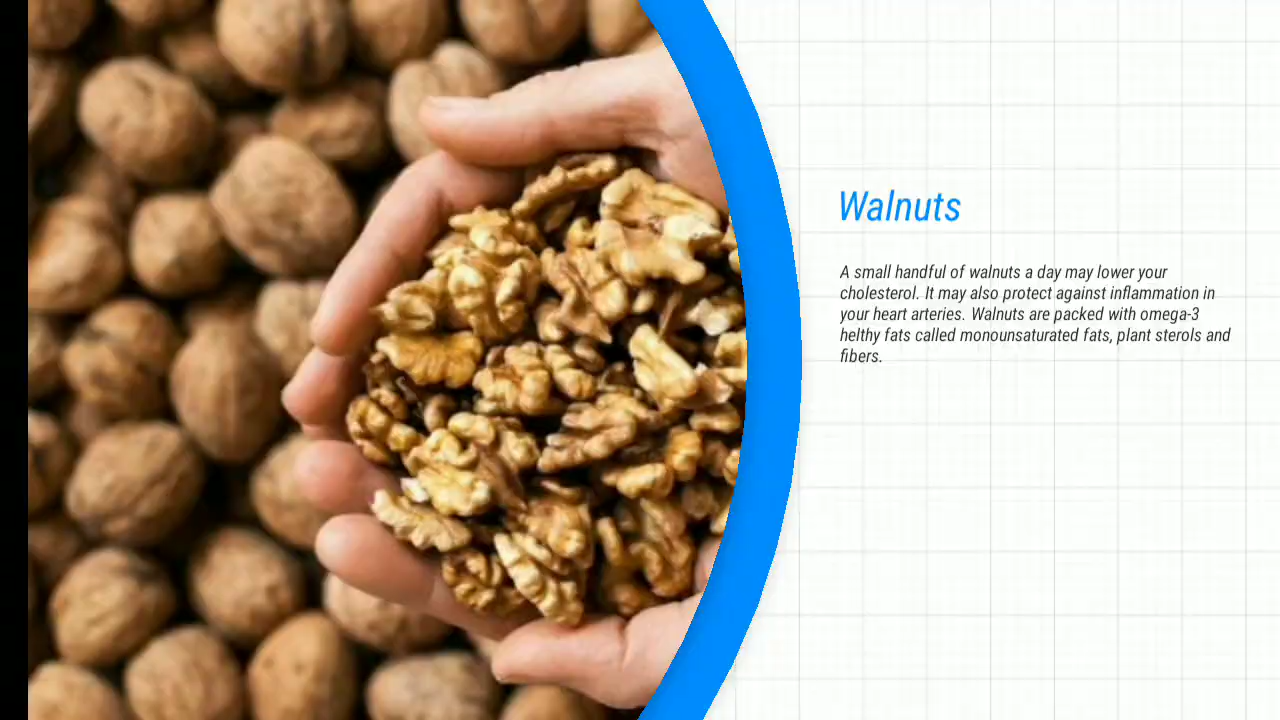 Walnuts
A small handful of walnuts a day may lower your
cholesterol. It may also protect against inflammation in
your heart arteries. Walnuts are packed with omega-3
helthy fats called monounsaturated fats, plant sterols and
fibers.